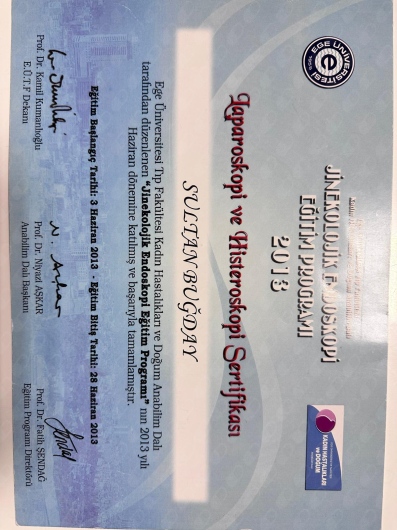 EGE ÜNİVERSİTESİ
1955
JİNEKOLOJİK ENDOSKOPİ
EĞİTİM PROGRAMI
2013
KADIN HASTALIKLARI
ve DOĞUM
Laparoskopi ve Histeroskopi Sertifikası
SULTAN BUĞDAY
Ege Üniversitesi Tıp Fakültesi Kadın Hastalıkları ve Doğum Anabilim Dalı
tarafından düzenlenen "Jinekolojik Endoskopi Eğitim Programı" nın 2013 yılı
Haziran dönemine katılmış ve başarıyla tamamlamıştır.
Eğitim Başlangıç Tarihi: 3 Haziran 2013 - Eğitim Bitiş Tarihi: 28 Haziran 2013
Prof. Dr. Kamil Kumanlıoğlu
E.Ü.T.F Dekanı
Prof. Dr. Niyazi AŞKAR
Anabilim Dalı Başkanı
Prof. Dr. Fatih ŞENDAĞ
Eğitim Programı Direktörü